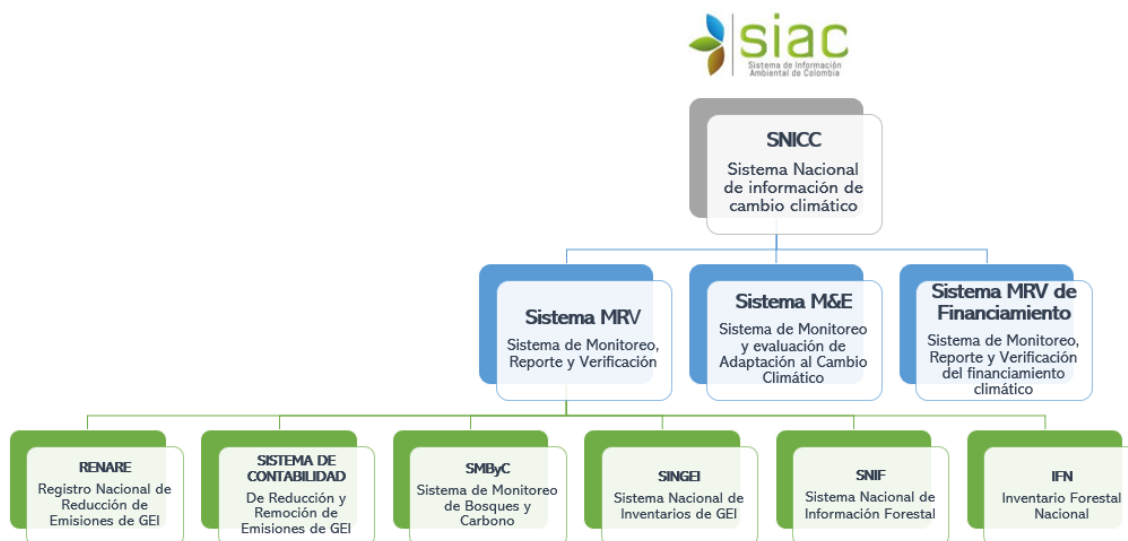 siac
Sistema de Información
Ambiental de Colombia
SNICC
Sistema Nacional
de información de
cambio climático
Sistema MRV
Sistema de Monitoreo,
Reporte y Verificación
Sistema M&E
Sistema de Monitoreo
y evaluación de
Adaptación al Cambio
Climático
Sistema MRV de
Financiamiento
Sistema de Monitoreo,
Reporte y Verificación
del financiamiento
climático
RENARE
Registro Nacional de
Reducción de
Emisiones de GEI
SISTEMA DE
CONTABILIDAD
De Reducción y
Remoción de
Emisiones de GEI
SMByC
Sistema de Monitoreo
de Bosques y
Carbono
SINGEI
Sistema Nacional de
Inventarios de GEI
SNIF
Sistema Nacional de
Información Forestal
IFN
Inventario Forestal
Nacional